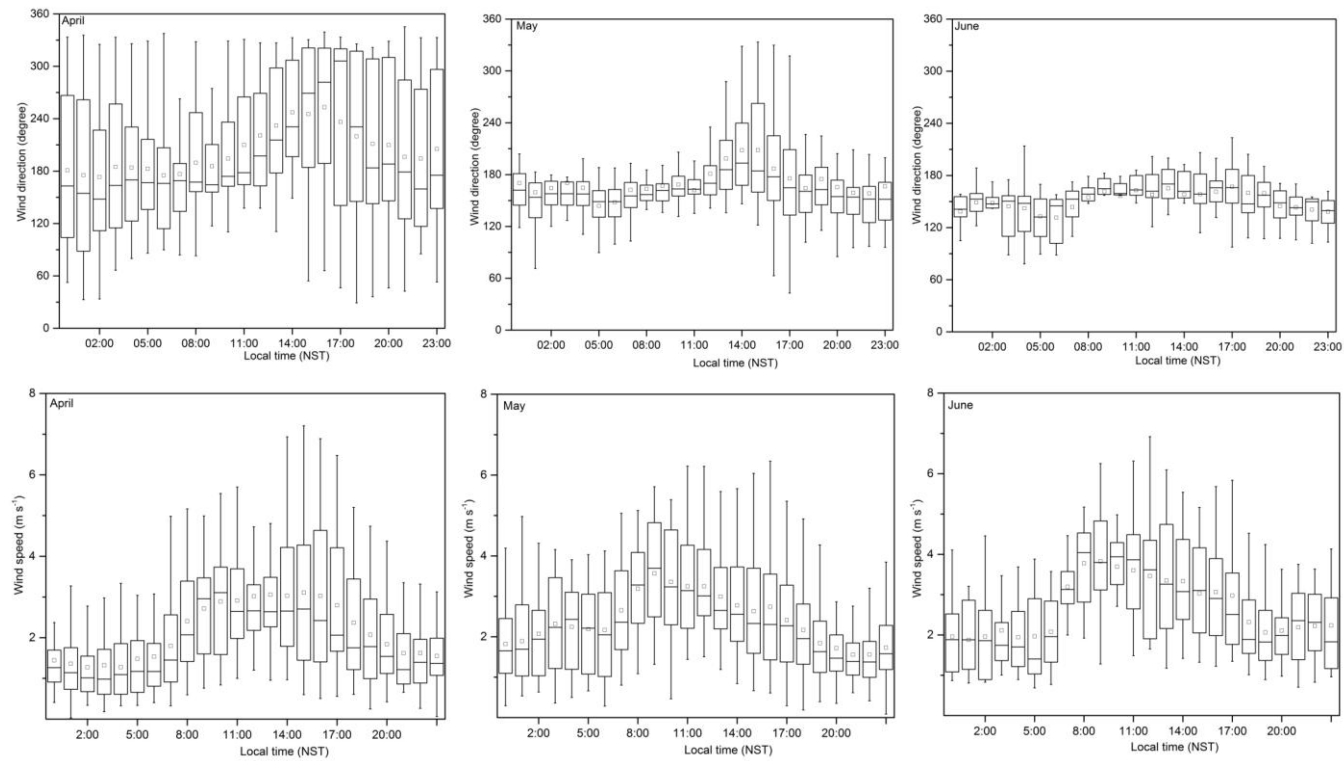 April
Wind direction (degree)
360
300
240
180
120
60
0
02:00 05:00 08:00 11:00 14:00 17:00 20:00 23:00
Local time (NST)
May
Wind direction (degree)
360
300
240
180
120
60
0
02:00 05:00 08:00 11:00 14:00 17:00 20:00 23:00
Local time (NST)
June
Wind direction (degree)
360
300
240
180
120
60
0
02:00 05:00 08:00 11:00 14:00 17:00 20:00 23:00
Local time (NST)
April
Wind speed (m s⁻¹)
8
6
4
2
2:00 5:00 8:00 11:00 14:00 17:00 20:00
Local time (NST)
May
Wind speed (m s⁻¹)
8
6
4
2
2:00 5:00 8:00 11:00 14:00 17:00 20:00
Local time (NST)
June
Wind speed (m s⁻¹)
8
6
4
2
2:00 5:00 8:00 11:00 14:00 17:00 20:00
Local time (NST)